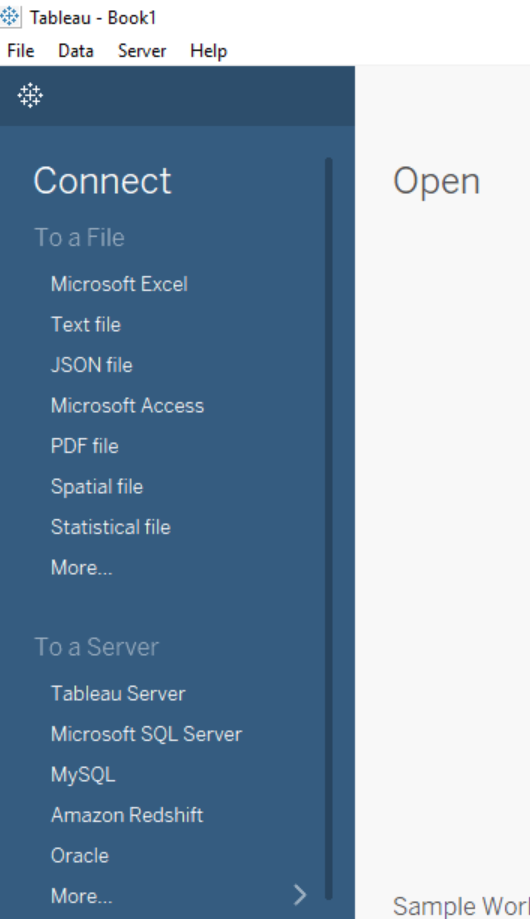 Tableau - Book1
File Data Server Help
Connect
To a File
Microsoft Excel
Text file
JSON file
Microsoft Access
PDF file
Spatial file
Statistical file
More...
To a Server
Tableau Server
Microsoft SQL Server
MySQL
Amazon Redshift
Oracle
More...
Open
Sample